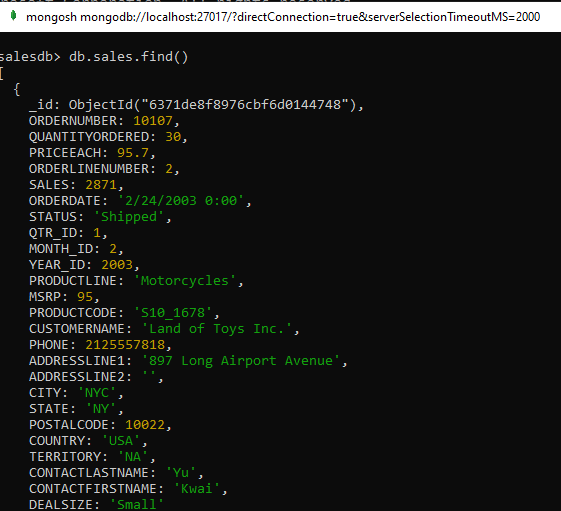 mongosh mongodb://localhost:27017/?directConnection=true&serverSelectionTimeoutMS=2000
salesdb> db.sales.find()
[
{
_id: ObjectId("6371de8f8976cbf6d0144748"),
ORDERNUMBER: 10107,
QUANTITYORDERED: 30,
PRICEEACH: 95.7,
ORDERLINENUMBER: 2,
SALES: 2871,
ORDERDATE: '2/24/2003 0:00',
STATUS: 'Shipped',
QTR_ID: 1,
MONTH_ID: 2,
YEAR_ID: 2003,
PRODUCTLINE: 'Motorcycles',
MSRP: 95,
PRODUCTCODE: 'S10_1678',
CUSTOMERNAME: 'Land of Toys Inc.',
PHONE: 2125557818,
ADDRESSLINE1: '897 Long Airport Avenue',
ADDRESSLINE2: '',
CITY: 'NYC',
STATE: 'NY',
POSTALCODE: 10022,
COUNTRY: 'USA',
TERRITORY: 'NA',
CONTACTLASTNAME: 'Yu',
CONTACTFIRSTNAME: 'Kwai',
DEALSIZE: 'Small'